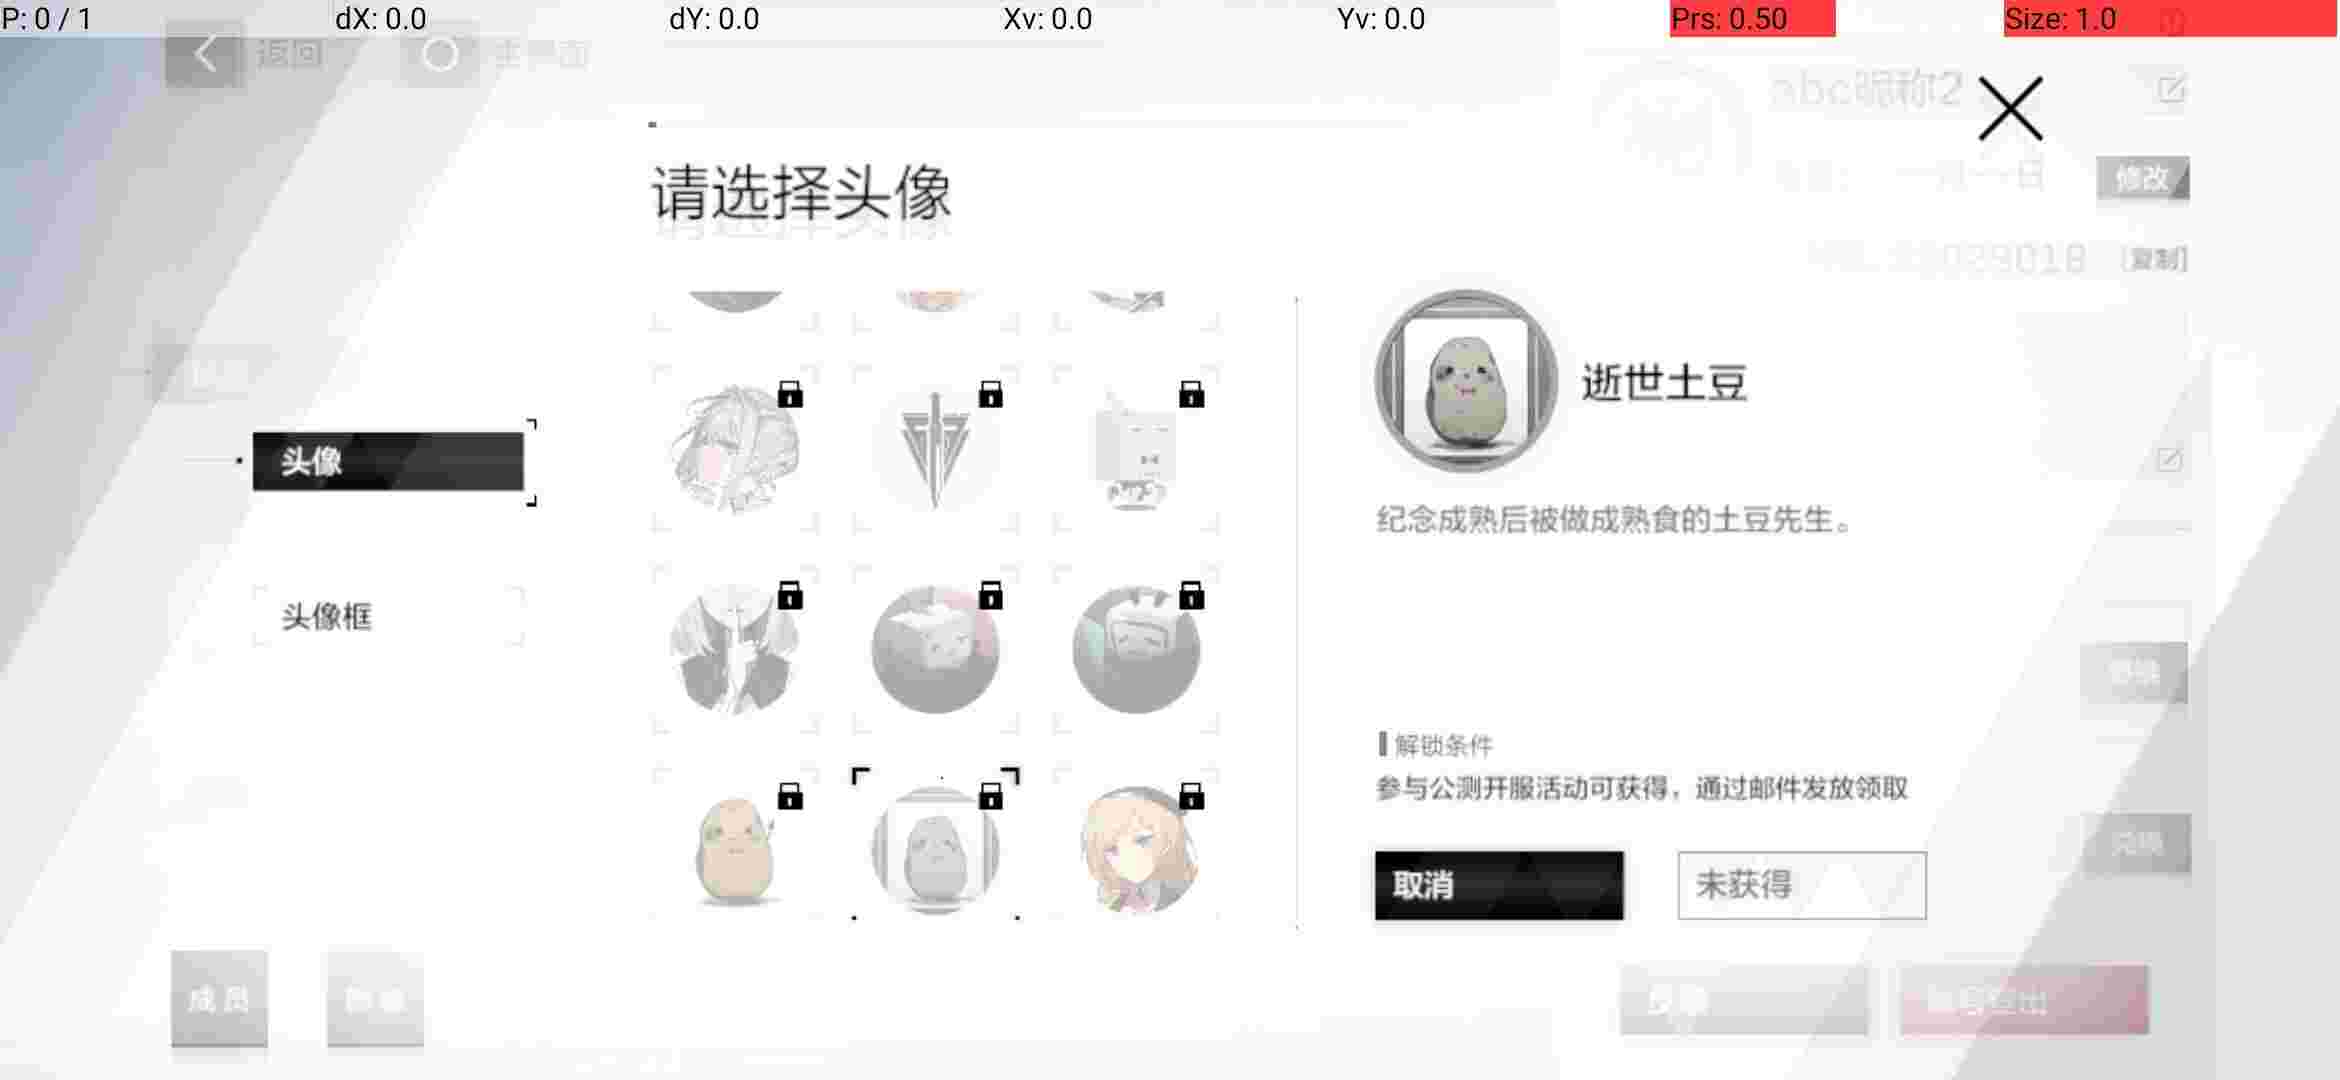 P: 0 / 1
dX: 0.0
dY: 0.0
Xv: 0.0
Yv: 0.0
Prs: 0.50
Size: 1.0
返回
主界面
abc昵称2
修改
请选择头像
[复制]
头像
逝世土豆
纪念成熟后被做成熟食的土豆先生。
头像框
解锁条件
参与公测开服活动可获得，通过邮件发放领取
取消
未获得
兑换
成员